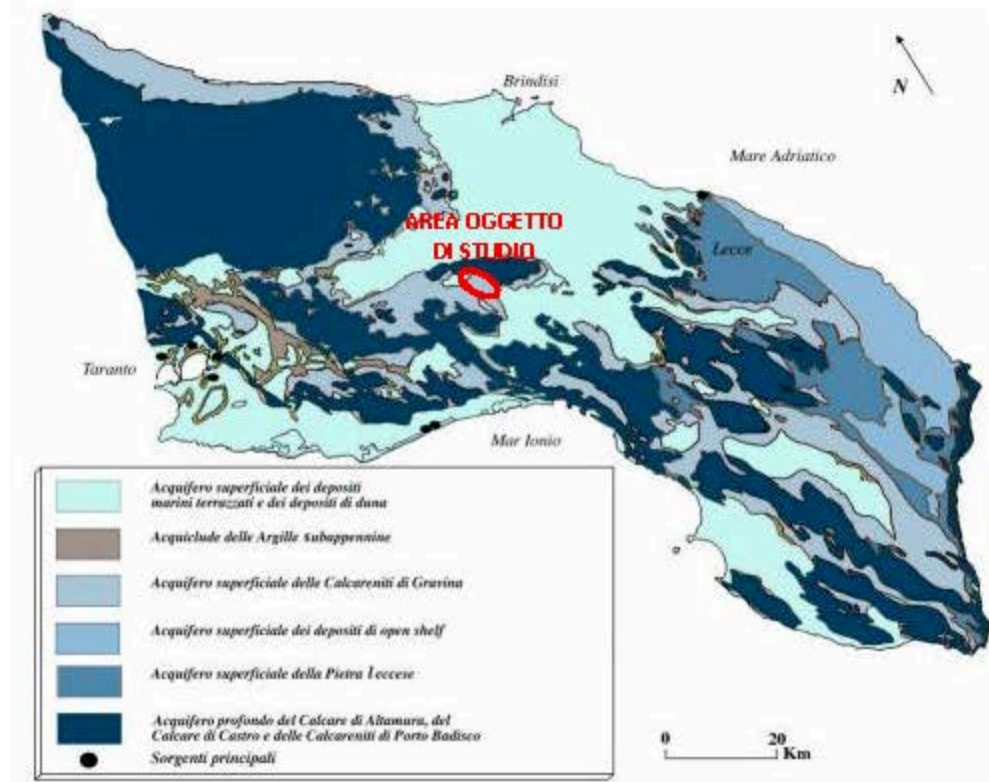 Brindisi
N
Mare Adriatico
AREA OGGETTO
DI STUDIO
Lecce
Taranto
Mar Ionio
Acquifero superficiale dei depositi
marini terrazzati e dei depositi di duna
Acquiclude delle Argille subappennine
Acquifero superficiale delle Calcareniti di Gravina
Acquifero superficiale dei depositi di open shelf
Acquifero superficiale della Pietra Leccese
Acquifero profondo del Calcare di Altamura, del
Calcare di Castro e delle Calcareniti di Porto Badisco
Sorgenti principali
0 20
Km